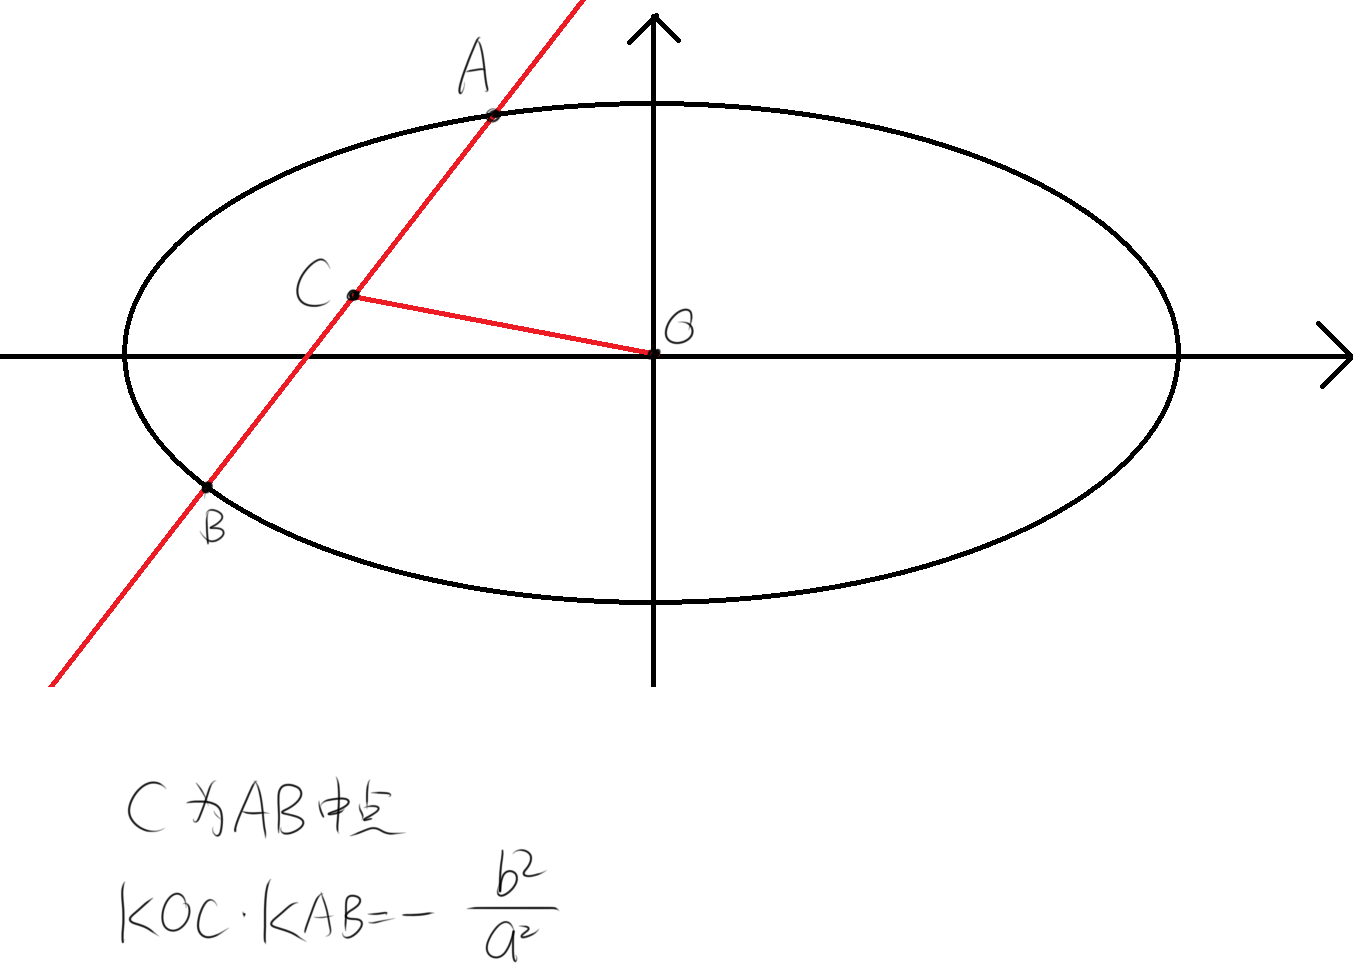 A
C
O
B
C为AB中点
KOC·KAB=-b²/a²